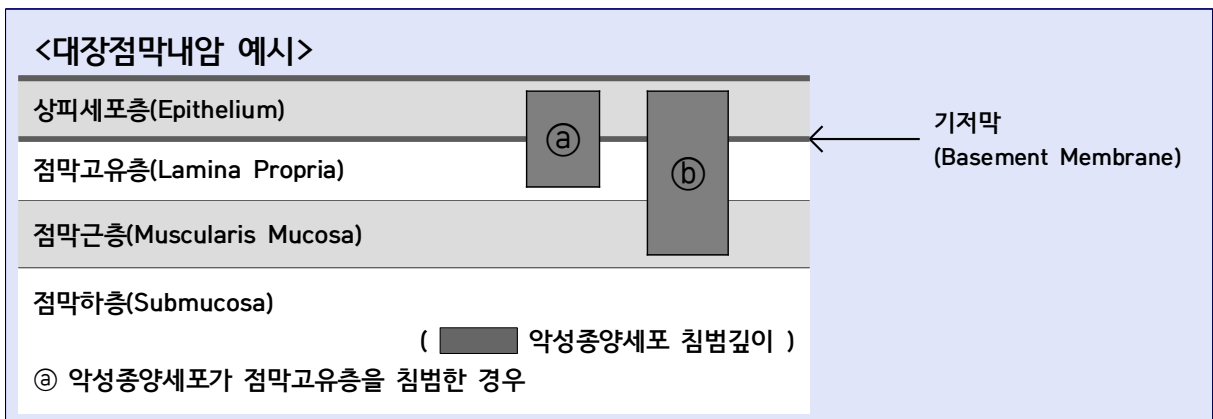 <대장점막내암 예시>
상피세포층(Epithelium)
ⓐ
기저막
(Basement Membrane)
점막고유층(Lamina Propria)
ⓑ
점막근층(Muscularis Mucosa)
점막하층(Submucosa)
( 악성종양세포 침범깊이 )
ⓐ 악성종양세포가 점막고유층을 침범한 경우